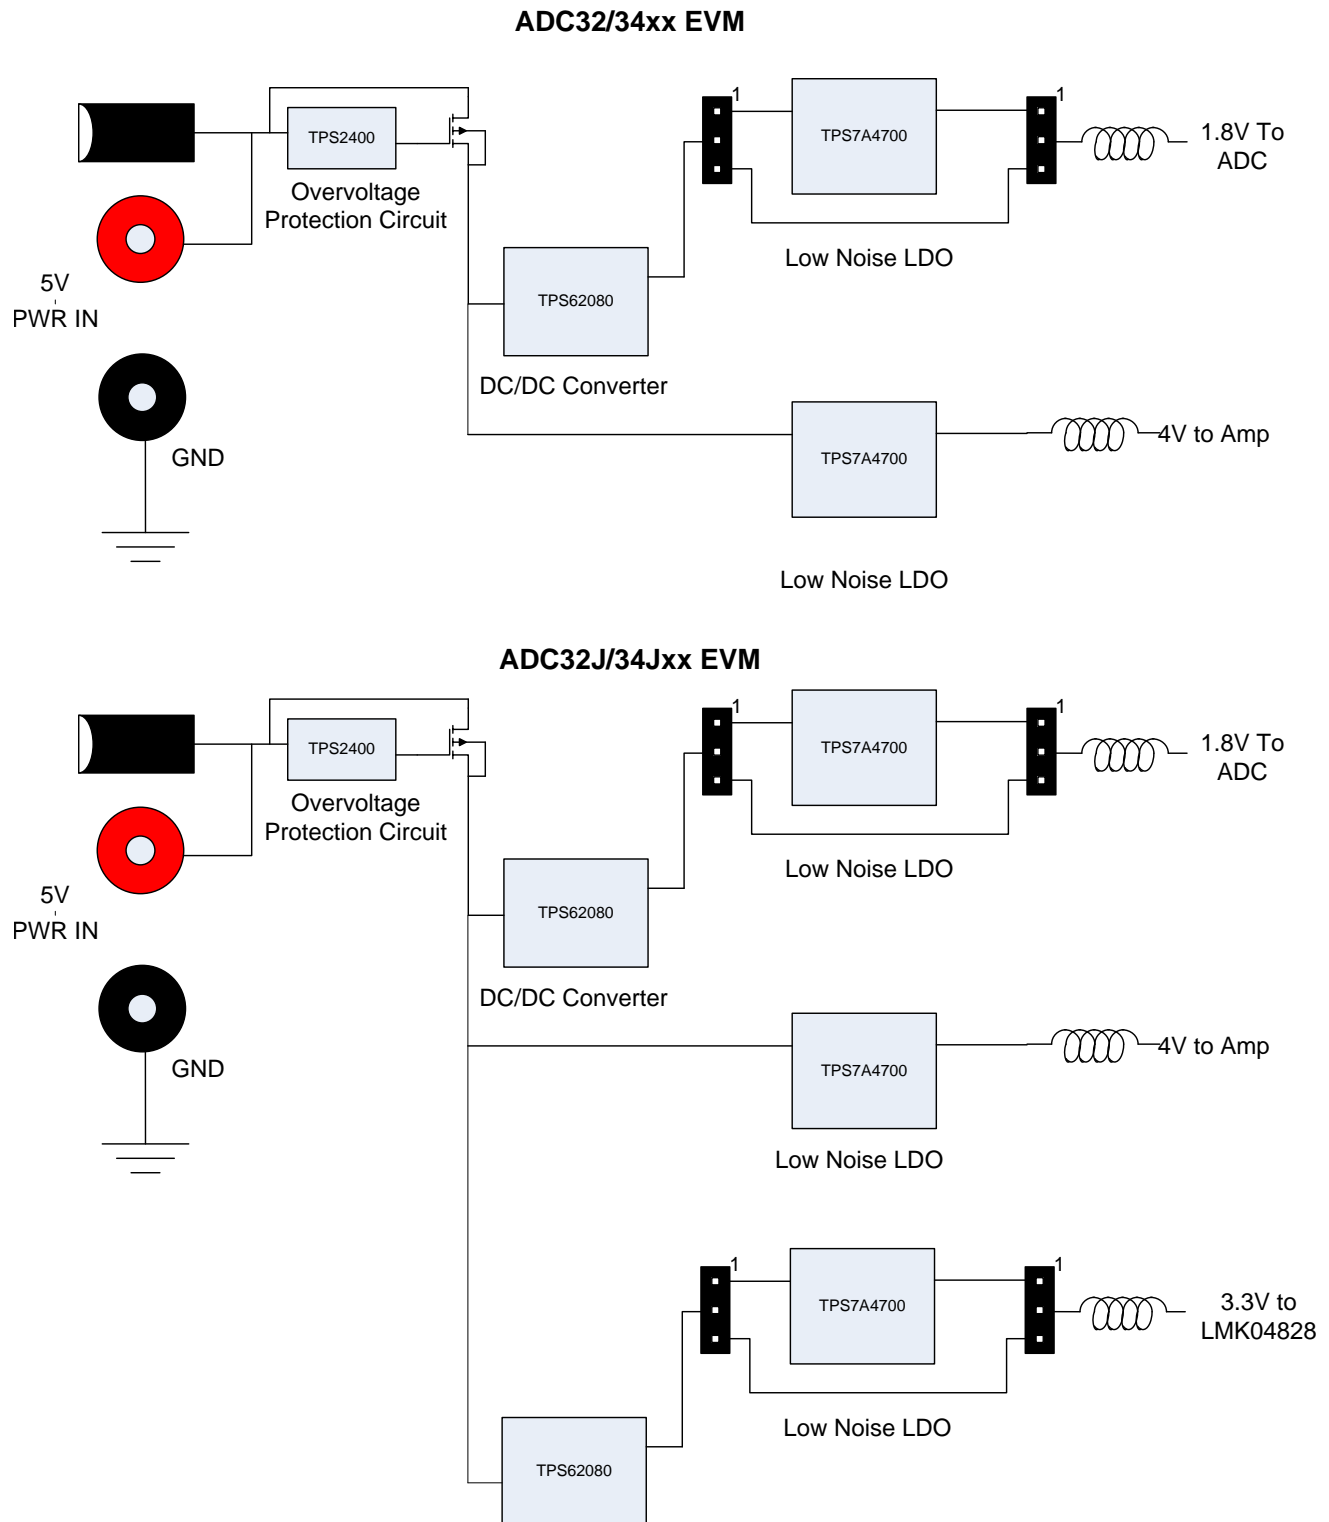 ADC32/34xx EVM
1
1
TPS2400
TPS7A4700
1.8V To
ADC
Overvoltage
Protection Circuit
Low Noise LDO
5V
-
PWR IN
TPS62080
DC/DC Converter
4V to Amp
GND
TPS7A4700
Low Noise LDO
ADC32J/34Jxx EVM
1
1
TPS2400
TPS7A4700
1.8V To
ADC
Overvoltage
Protection Circuit
Low Noise LDO
5V
-
PWR IN
TPS62080
DC/DC Converter
4V to Amp
GND
TPS7A4700
Low Noise LDO
1
1
TPS7A4700
3.3V to
LMK04828
Low Noise LDO
TPS62080